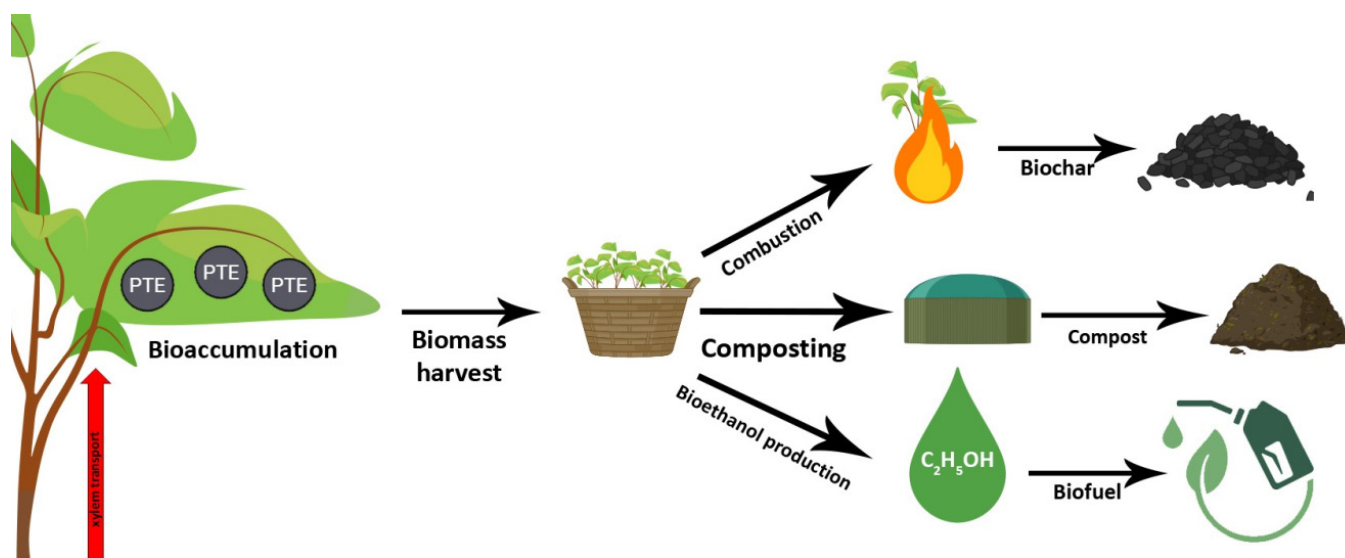 PTE
PTE
PTE
Bioaccumulation
xylem transport
Biomass
harvest
Combustion
Biochar
Composting
Compost
Bioethanol production
C₂H₅OH
Biofuel